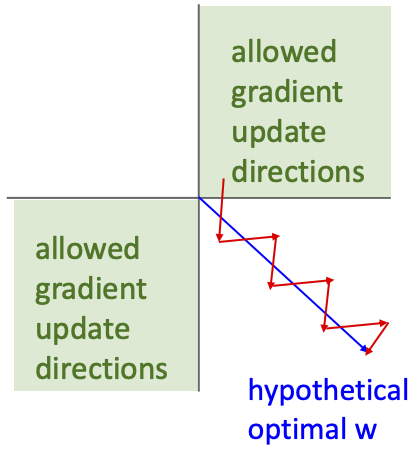 allowed
gradient
update
directions
allowed
gradient
update
directions
hypothetical
optimal w